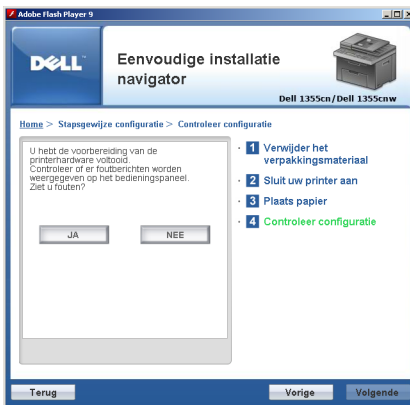 Adobe Flash Player 9
DELL
Eenvoudige installatie
navigator
Dell 1355cn/Dell 1355cnw
Home > Stapsgewijze configuratie > Controleer configuratie
U hebt de voorbereiding van de
printerhardware voltooid.
Controleer of er foutberichten worden
weergegeven op het bedieningspaneel.
Ziet u fouten?
JA
NEE
1 Verwijder het
verpakkingsmateriaal
2 Sluit uw printer aan
3 Plaats papier
4 Controleer configuratie
Terug
Vorige
Volgende